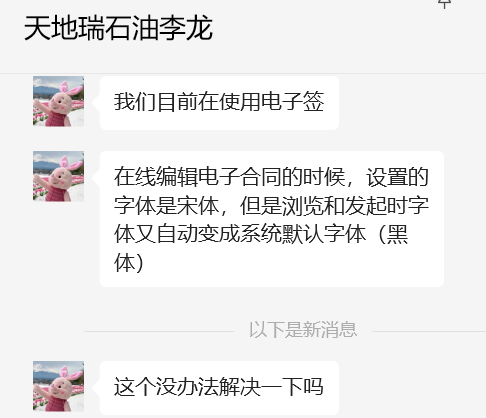 天地瑞石油李龙
我们目前在使用电子签
在线编辑电子合同的时候，设置的
字体是宋体，但是浏览和发起时字
体又自动变成系统默认字体（黑
体）
以下是新消息
这个没办法解决一下吗